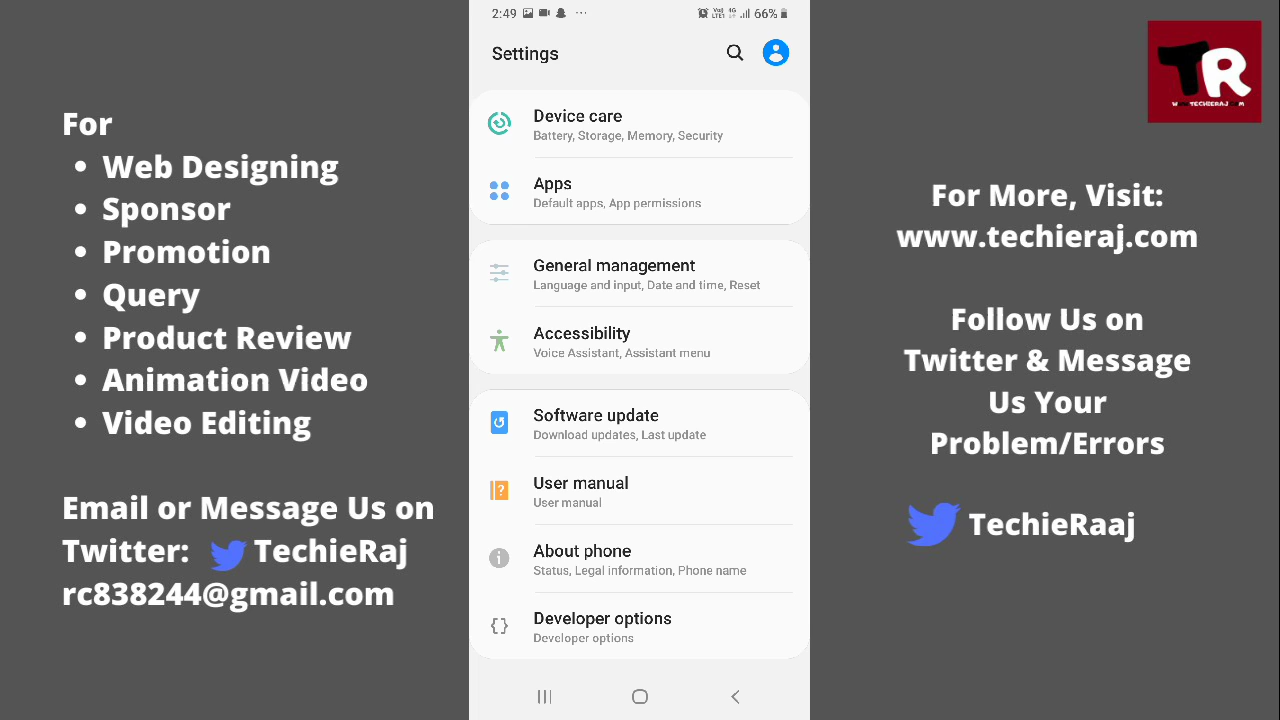 For
• Web Designing
• Sponsor
• Promotion
• Query
• Product Review
• Animation Video
• Video Editing
Email or Message Us on
Twitter: TechieRaj
rc838244@gmail.com
2:49 ··· 66%
Settings
Device care
Battery, Storage, Memory, Security
Apps
Default apps, App permissions
General management
Language and input, Date and time, Reset
Accessibility
Voice Assistant, Assistant menu
Software update
Download updates, Last update
User manual
User manual
About phone
Status, Legal information, Phone name
Developer options
Developer options
TR
For More, Visit:
www.techieraj.com
Follow Us on
Twitter & Message
Us Your
Problem/Errors
TechieRaaj